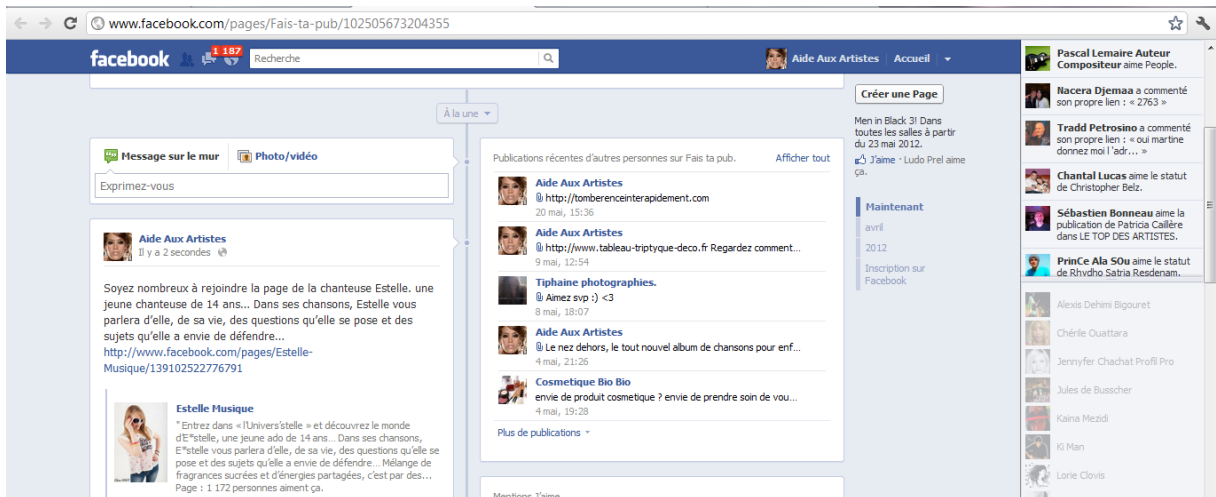 www.facebook.com/pages/Fais-ta-pub/102505673204355
facebook
1 187
Recherche
Aide Aux Artistes
Accueil
À la une
Message sur le mur
Photo/vidéo
Exprimez-vous
Aide Aux Artistes
Il y a 2 secondes
Soyez nombreux à rejoindre la page de la chanteuse Estelle. une
jeune chanteuse de 14 ans... Dans ses chansons, Estelle vous
parlera d'elle, de sa vie, des questions qu'elle se pose et des
sujets qu'elle a envie de défendre...
http://www.facebook.com/pages/Estelle-
Musique/139102522776791
Estelle Musique
"Entrez dans «l'Univers'stelle » et découvrez le monde
d'E*stelle, une jeune ado de 14 ans... Dans ses chansons,
E*stelle vous parlera d'elle, de sa vie, des questions qu'elle se
pose et des sujets qu'elle a envie de défendre... Mélange de
fragrances sucrées et d'énergies partagées, c'est par des...
Page : 1 172 personnes aiment ça.
Publications récentes d'autres personnes sur Fais ta pub.
Afficher tout
Aide Aux Artistes
http://tomberenceinterapidement.com
20 mai, 15:36
Aide Aux Artistes
http://www.tableau-triptyque-deco.fr Regardez comment...
9 mai, 12:54
Tiphaine photographies.
Aimez svp :) <3
8 mai, 18:07
Aide Aux Artistes
Le nez dehors, le tout nouvel album de chansons pour enf...
4 mai, 21:26
Cosmetique Bio Bio
envie de produit cosmetique ? envie de prendre soin de vou...
4 mai, 19:28
Plus de publications
Mentions J'aime
Créer une Page
Men in Black 3! Dans
toutes les salles à partir
du 23 mai 2012.
J'aime · Ludo Prel aime
ça.
Maintenant
avril
2012
Inscription sur
Facebook
Pascal Lemaire Auteur
Compositeur aime People.
Nacera Djemaa a commenté
son propre lien : « 2763 »
Tradd Petrosino a commenté
son propre lien : « oui martine
donnez moi l 'adr... »
Chantal Lucas aime le statut
de Christopher Belz.
Sébastien Bonneau aime la
publication de Patricia Caillère
dans LE TOP DES ARTISTES.
PrinCe Ala SOu aime le statut
de Rhydho Satria Resdenam.
Alexis Dehimi Bigouret
Chérile Ouattara
Jennyfer Chachat Profil Pro
Jules de Busscher
Kaina Mezidi
Ki Man
Lorie Clovis